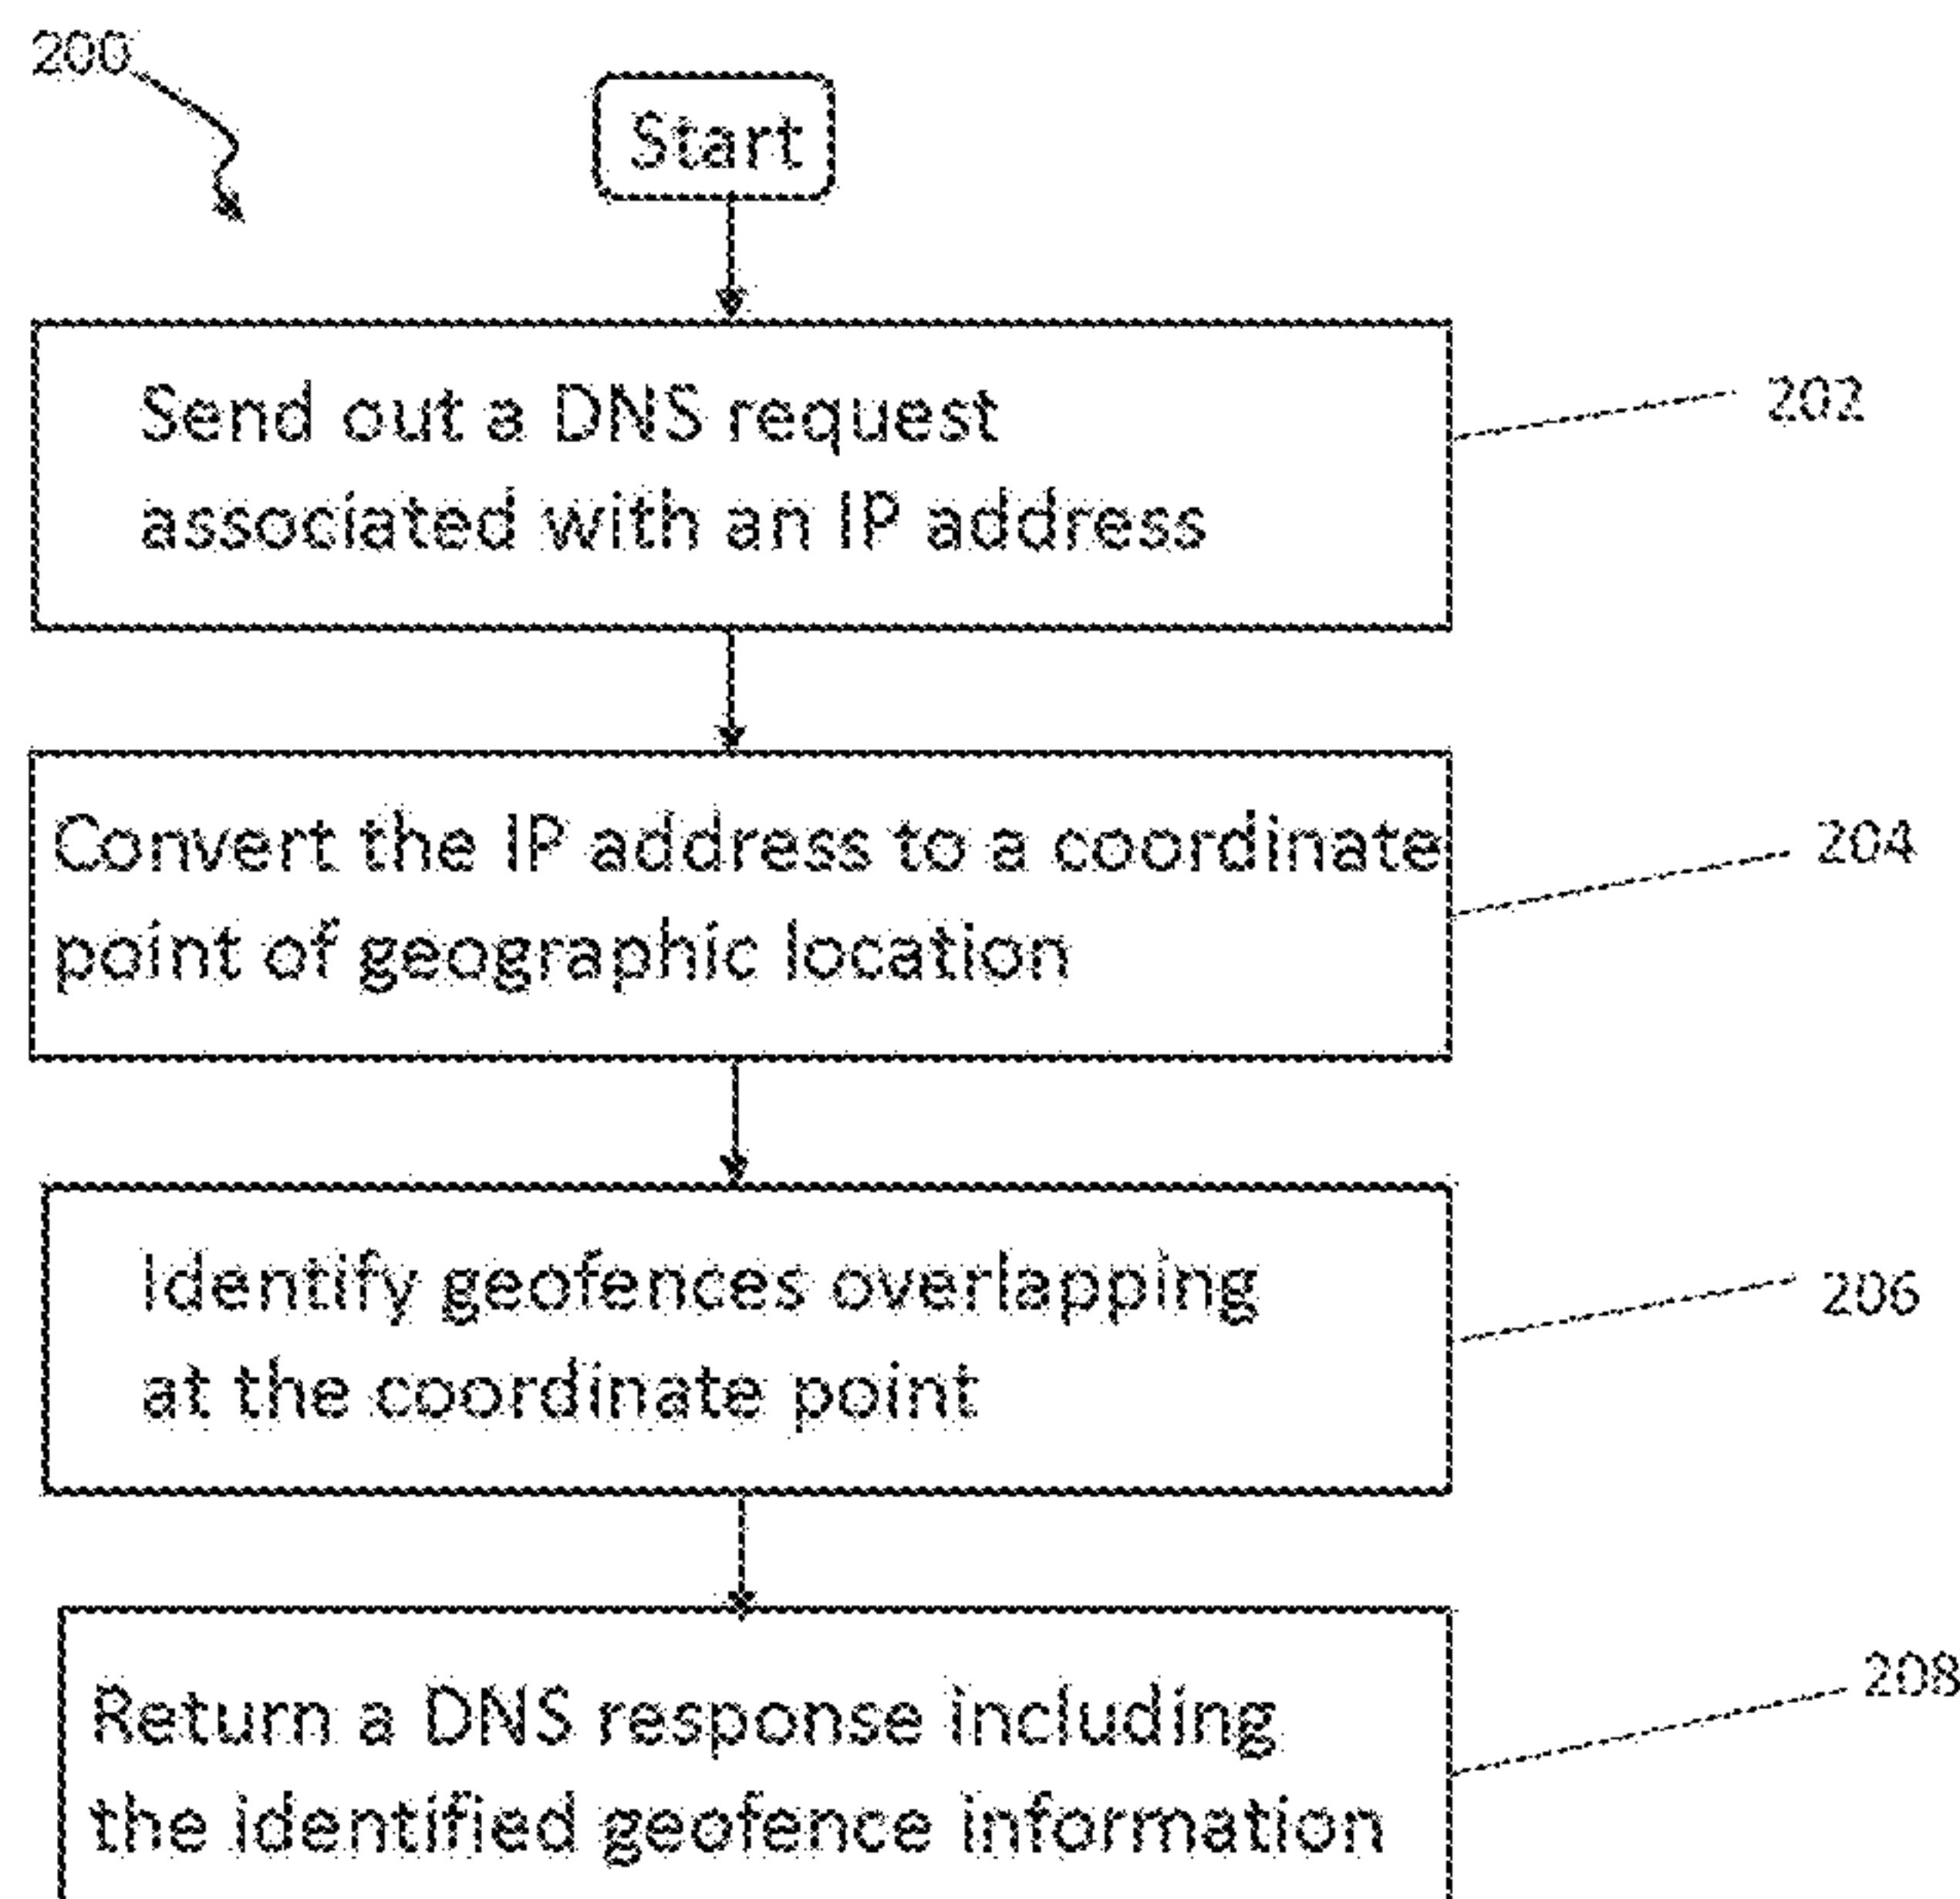 200
Start
Send out a DNS request
associated with an IP address
202
Convert the IP address to a coordinate
point of geographic location
204
Identify geofences overlapping
at the coordinate point
206
Return a DNS response including
the identified geofence information
208